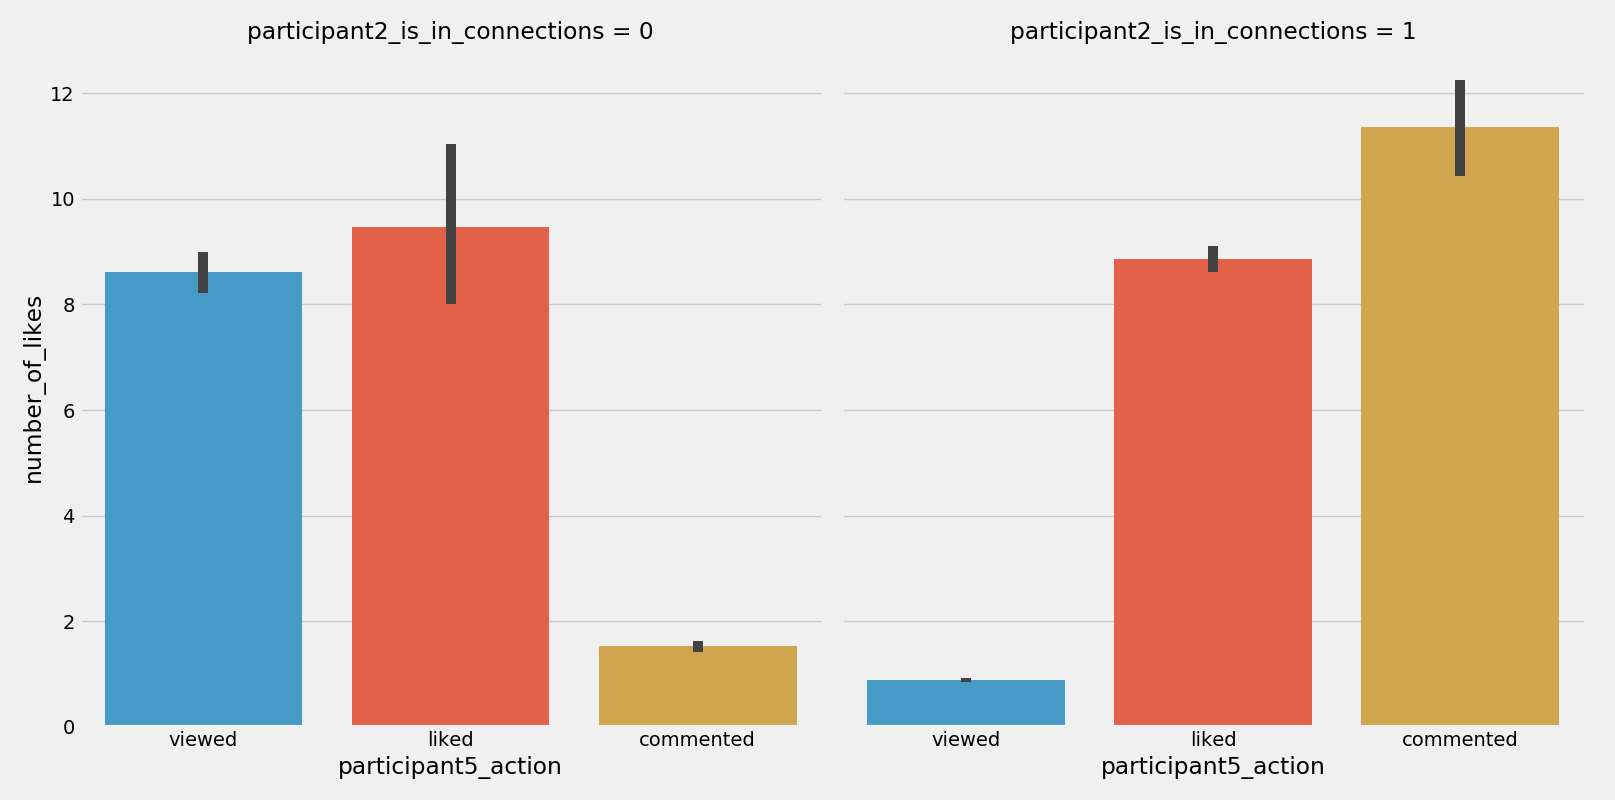 participant2_is_in_connections = 0
participant2_is_in_connections = 1
number_of_likes
12
10
8
6
4
2
0
viewed
liked
commented
participant5_action
viewed
liked
commented
participant5_action